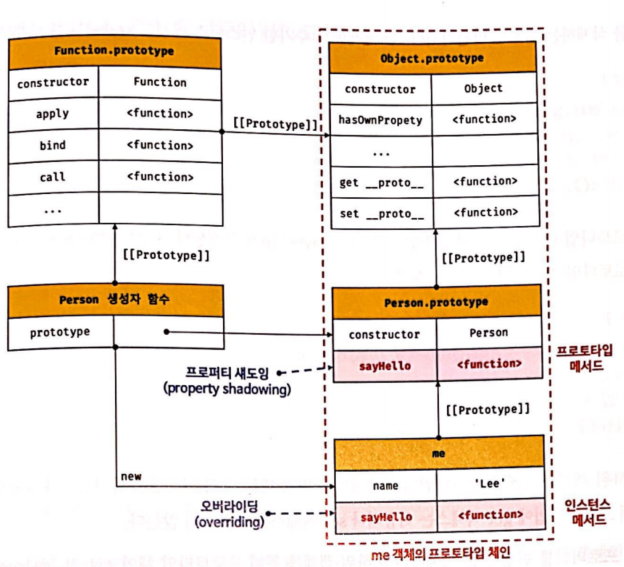 Function.prototype
constructor Function
apply <function>
bind <function>
call <function>
...
[[Prototype]]
Object.prototype
constructor Object
hasOwnPropety <function>
...
get __proto__ <function>
set __proto__ <function>
[[Prototype]]
[[Prototype]]
Person 생성자 함수
prototype
Person.prototype
constructor Person
sayHello <function>
프로토타입
메서드
프로퍼티 섀도잉
(property shadowing)
[[Prototype]]
new
me
name 'Lee'
sayHello <function>
인스턴스
메서드
오버라이딩
(overriding)
me 객체의 프로토타입 체인